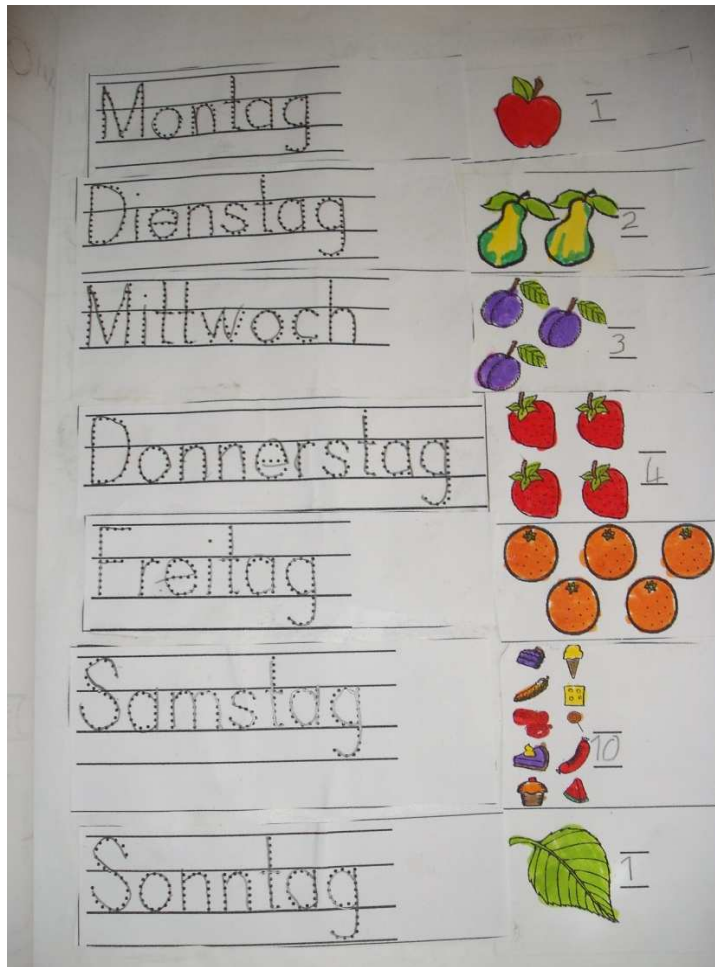 Montag 1
Dienstag 2
Mittwoch 3
Donnerstag 4
Freitag
Samstag 10
Sonntag 1